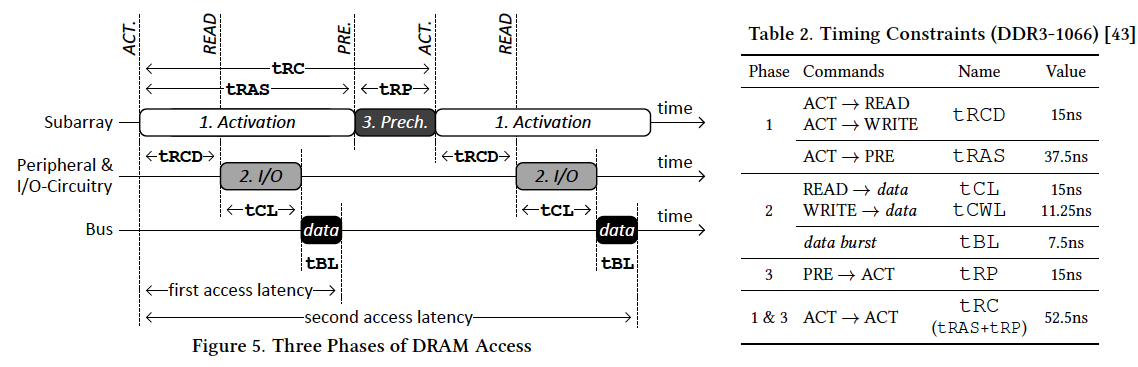 ACT.
READ
PRE.
ACT.
READ
tRC
tRAS
tRP
Subarray
1. Activation
3. Prech.
1. Activation
time
tRCD
tRCD
Peripheral &
I/O-Circuitry
2. I/O
2. I/O
time
tCL
tCL
Bus
data
data
time
tBL
tBL
first access latency
second access latency
Figure 5. Three Phases of DRAM Access
Table 2. Timing Constraints (DDR3-1066) [43]
Phase Commands Name Value
1 ACT → READ tRCD 15ns
ACT → WRITE
ACT → PRE tRAS 37.5ns
2 READ → data tCL 15ns
WRITE → data tCWL 11.25ns
data burst tBL 7.5ns
3 PRE → ACT tRP 15ns
1 & 3 ACT → ACT tRC 52.5ns
(tRAS+tRP)